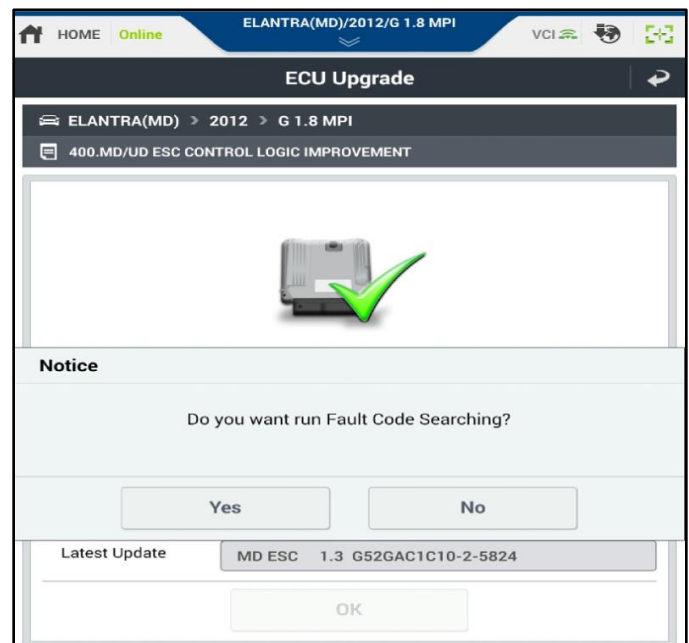 HOME Online ELANTRA(MD)/2012/G 1.8 MPI VCI
ECU Upgrade
ELANTRA(MD) > 2012 > G 1.8 MPI
400.MD/UD ESC CONTROL LOGIC IMPROVEMENT
Notice
Do you want run Fault Code Searching?
Yes No
Latest Update MD ESC 1.3 G52GAC1C10-2-5824
OK